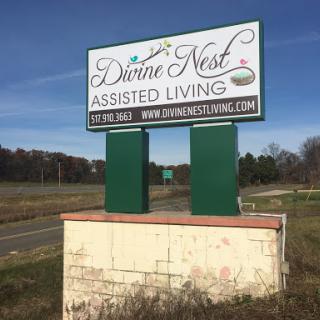 Divine Nest
ASSISTED LIVING
517.910.3663 WWW.DIVINENESTLIVING.COM